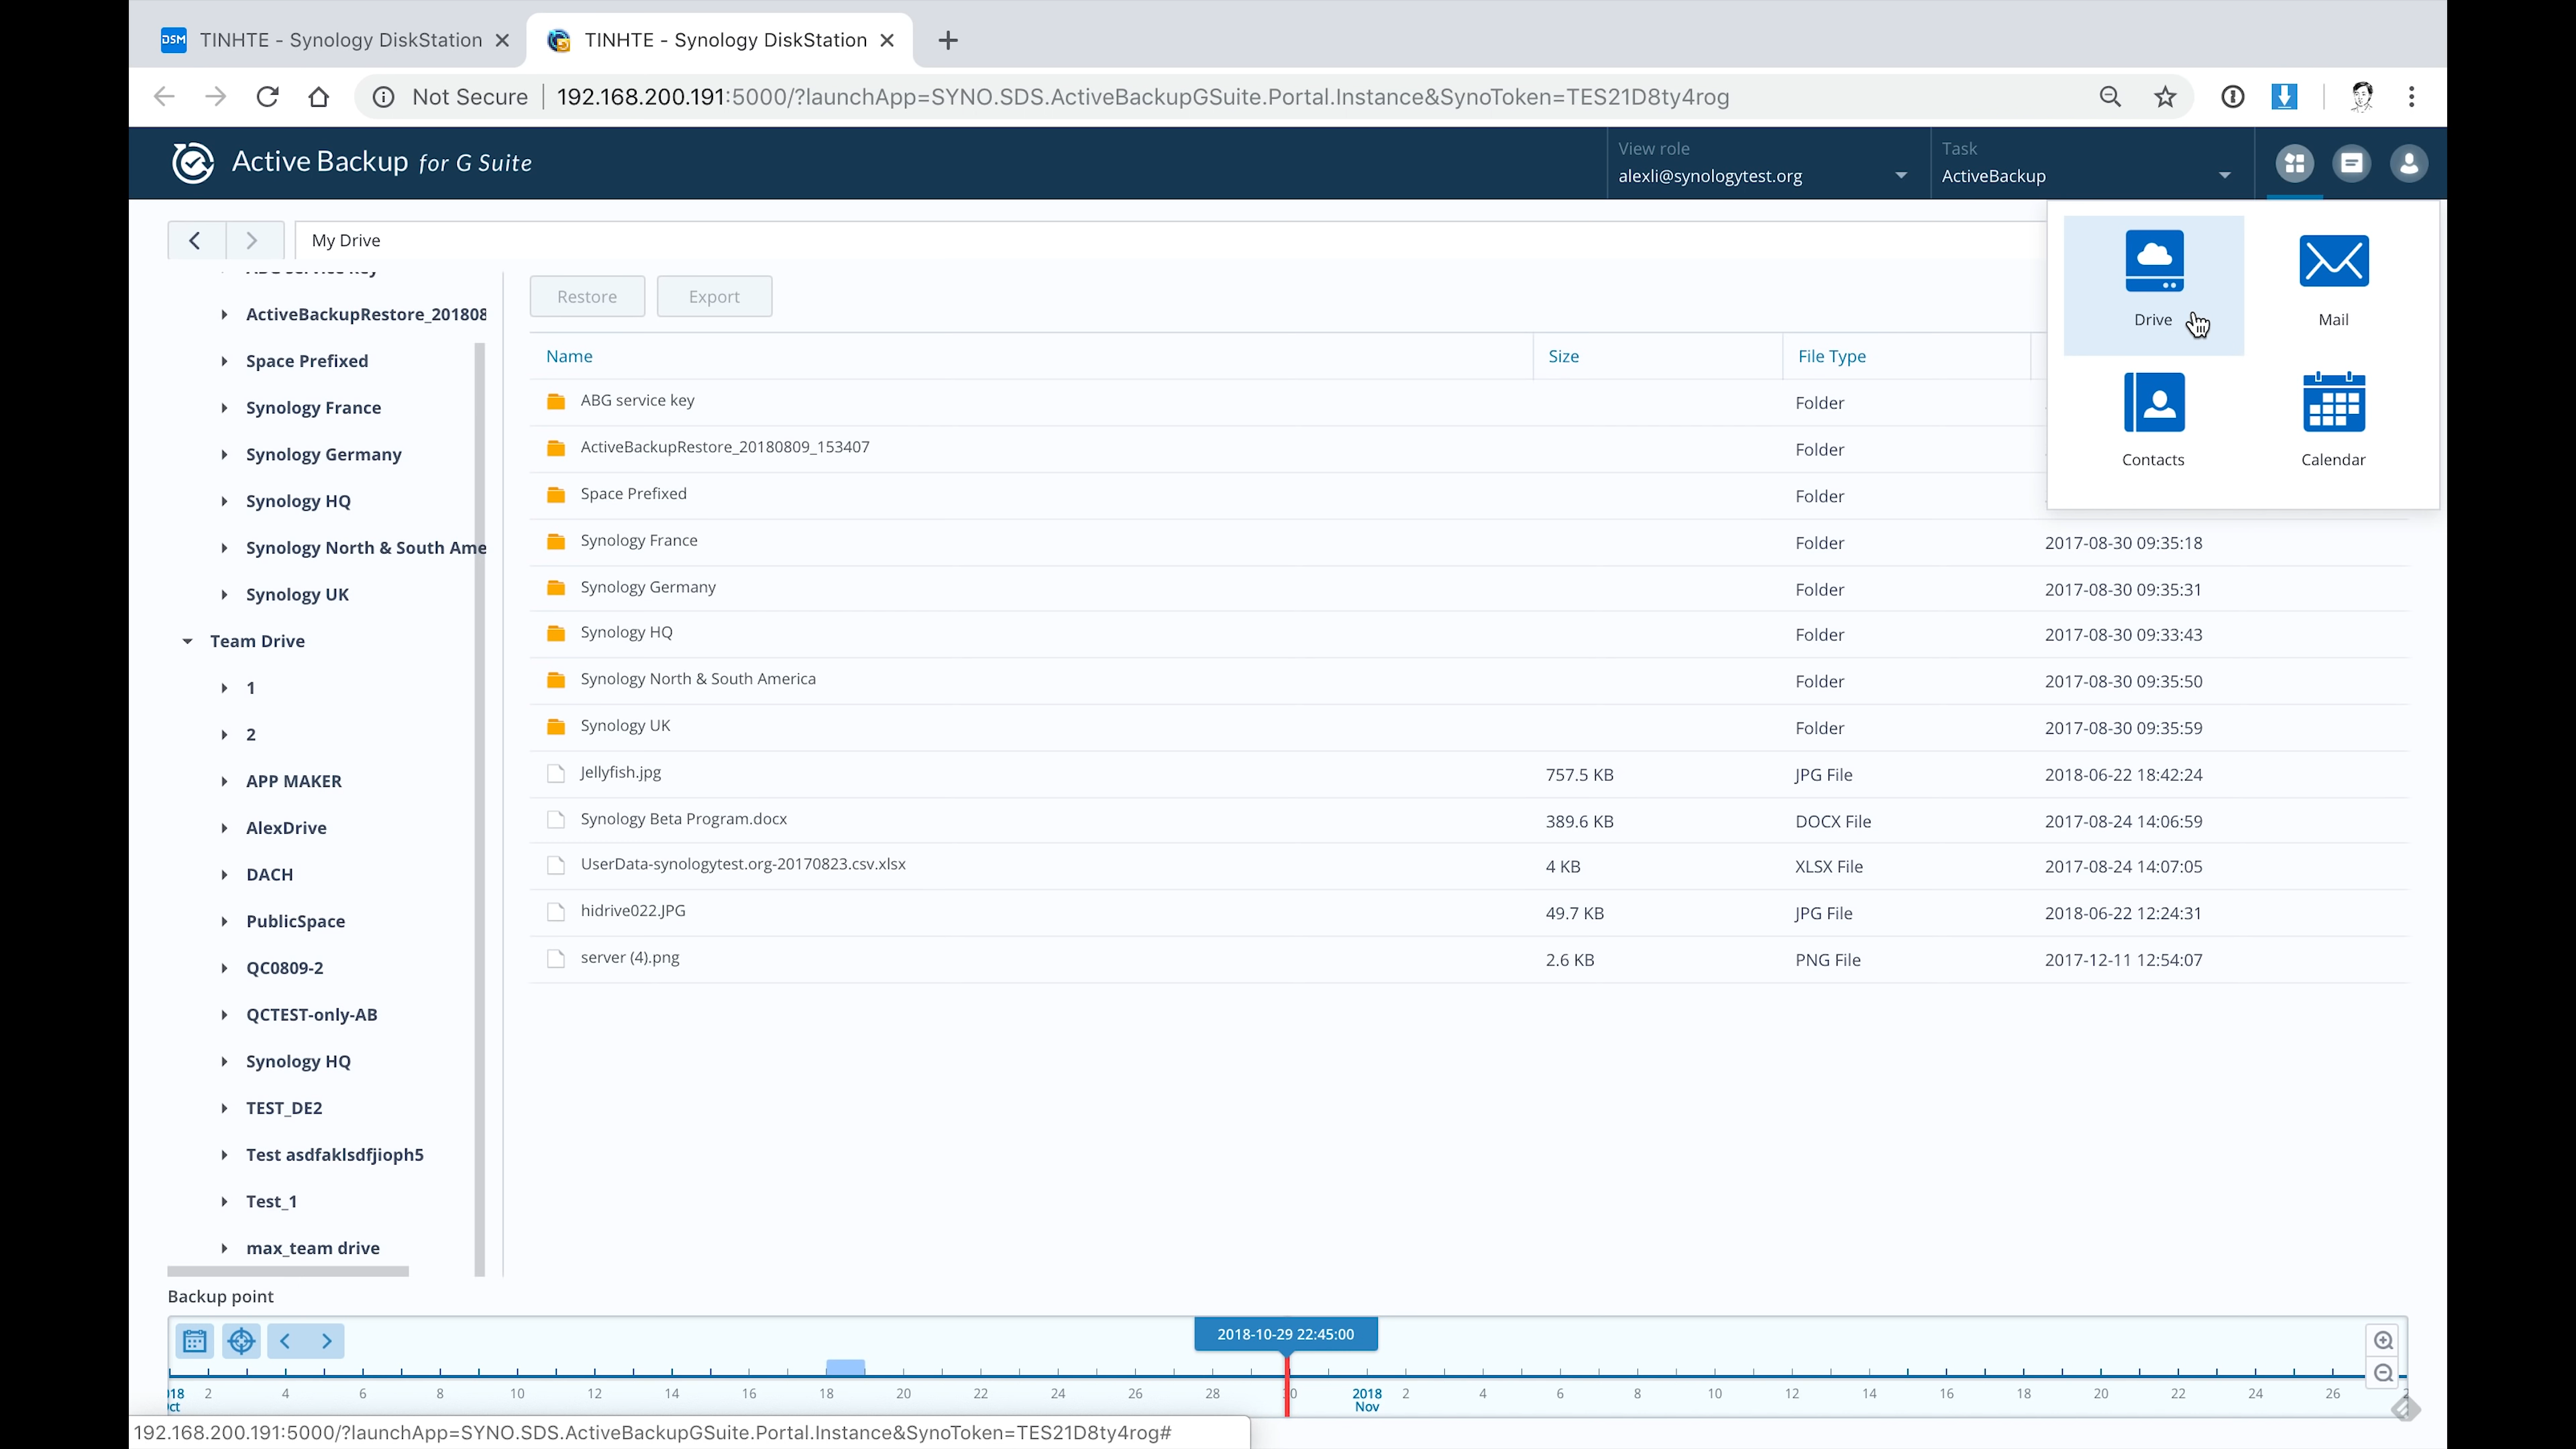 DSM TINHTE - Synology DiskStation
TINHTE - Synology DiskStation
Not Secure 192.168.200.191:5000/?launchApp=SYNO.SDS.ActiveBackupGSuite.Portal.Instance&SynoToken=TES21D8ty4rog
Active Backup for G Suite
View role
alexli@synologytest.org
Task
ActiveBackup
My Drive
Drive
Mail
Contacts
Calendar
ABG service key
ActiveBackupRestore_201808
Space Prefixed
Synology France
Synology Germany
Synology HQ
Synology North & South Ame
Synology UK
Team Drive
1
2
APP MAKER
AlexDrive
DACH
PublicSpace
QC0809-2
QCTEST-only-AB
Synology HQ
TEST_DE2
Test asdfaklsdfjioph5
Test_1
max_team drive
Restore Export
Name Size File Type
ABG service key Folder
ActiveBackupRestore_20180809_153407 Folder
Space Prefixed Folder
Synology France Folder 2017-08-30 09:35:18
Synology Germany Folder 2017-08-30 09:35:31
Synology HQ Folder 2017-08-30 09:33:43
Synology North & South America Folder 2017-08-30 09:35:50
Synology UK Folder 2017-08-30 09:35:59
Jellyfish.jpg 757.5 KB JPG File 2018-06-22 18:42:24
Synology Beta Program.docx 389.6 KB DOCX File 2017-08-24 14:06:59
UserData-synologytest.org-20170823.csv.xlsx 4 KB XLSX File 2017-08-24 14:07:05
hidrive022.JPG 49.7 KB JPG File 2018-06-22 12:24:31
server (4).png 2.6 KB PNG File 2017-12-11 12:54:07
Backup point
2018-10-29 22:45:00
18 2 4 6 8 10 12 14 16 18 20 22 24 26 28 30 2018 2 4 6 8 10 12 14 16 18 20 22 24 26 2
ct Nov
192.168.200.191:5000/?launchApp=SYNO.SDS.ActiveBackupGSuite.Portal.Instance&SynoToken=TES21D8ty4rog#